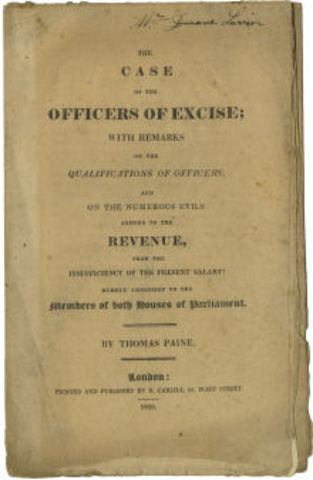 THE
CASE
OF THE
OFFICERS OF EXCISE;
WITH REMARKS
ON THE
QUALIFICATIONS OF OFFICERS,
AND
ON THE NUMEROUS EVILS
ARISING TO THE
REVENUE,
FROM THE
INSUFFICIENCY OF THE PRESENT SALARY:
HUMBLY ADDRESSED TO THE
Members of both Houses of Parliament.
BY THOMAS PAINE.
London:
PRINTED AND PUBLISHED BY R. CARLILE, 55, FLEET STREET.